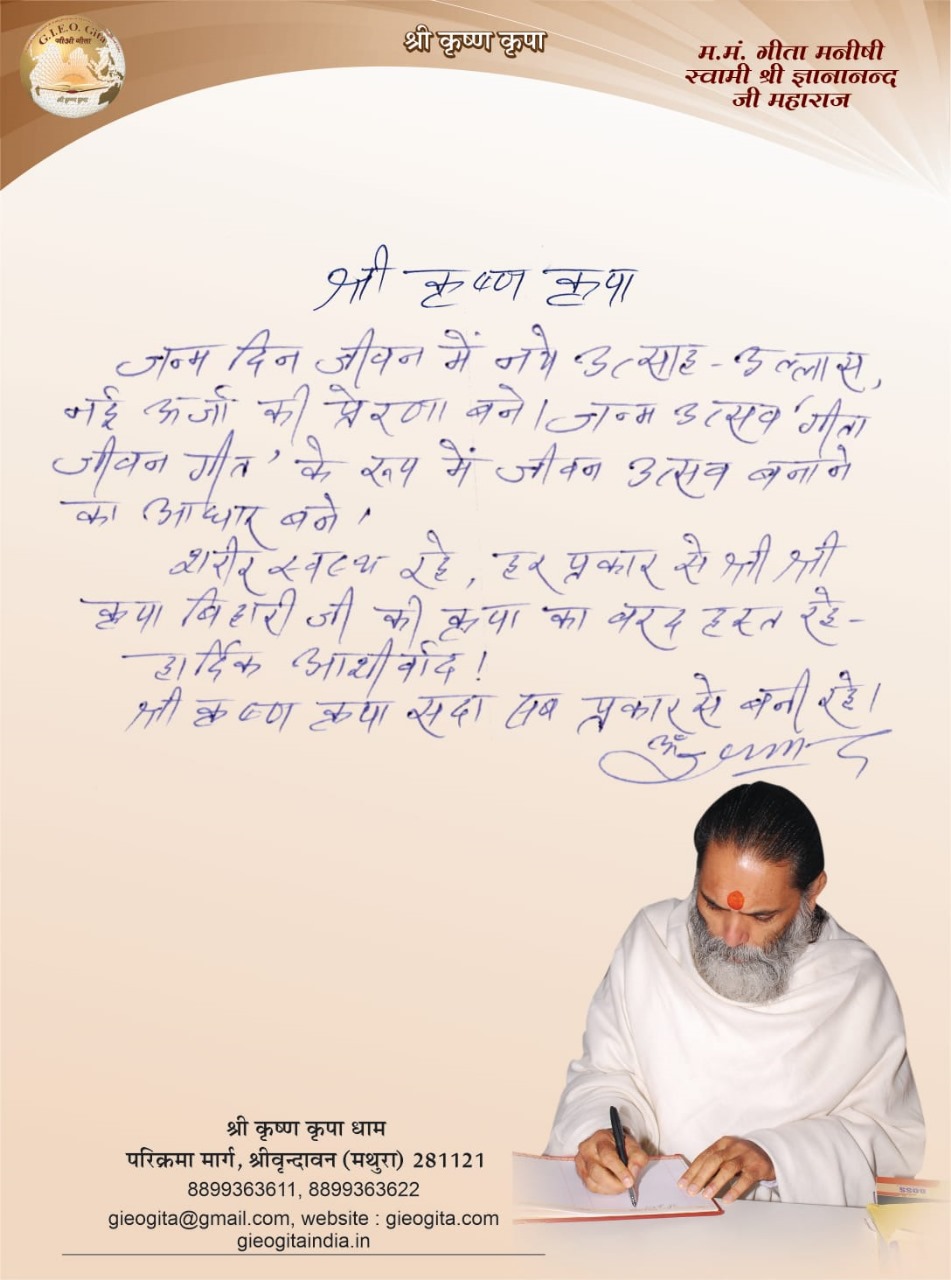 G.I.E.O. Gita
जीओ गीता
श्री कृष्ण कृपा
श्री कृष्ण कृपा
म.मं. गीता मनीषी
स्वामी श्री ज्ञानानन्द
जी महाराज
श्री कृष्ण कृपा
जन्म दिन जीवन में नये उत्साह - उल्लास,
नई ऊर्जा की प्रेरणा बने। जन्म उत्सव 'गीता
जीवन गीत' के रूप में जीवन उत्सव बनाने
का आधार बने।
शरीर स्वस्थ रहे, हर प्रकार से श्री श्री
कृपा बिहारी जी की कृपा का वरद हस्त रहे -
हार्दिक आशीर्वाद!
श्री कृष्ण कृपा सदा सब प्रकार से बनी रहे।
श्री कृष्ण कृपा धाम
परिक्रमा मार्ग, श्रीवृन्दावन (मथुरा) 281121
8899363611, 8899363622
gieogita@gmail.com, website : gieogita.com
gieogitaindia.in